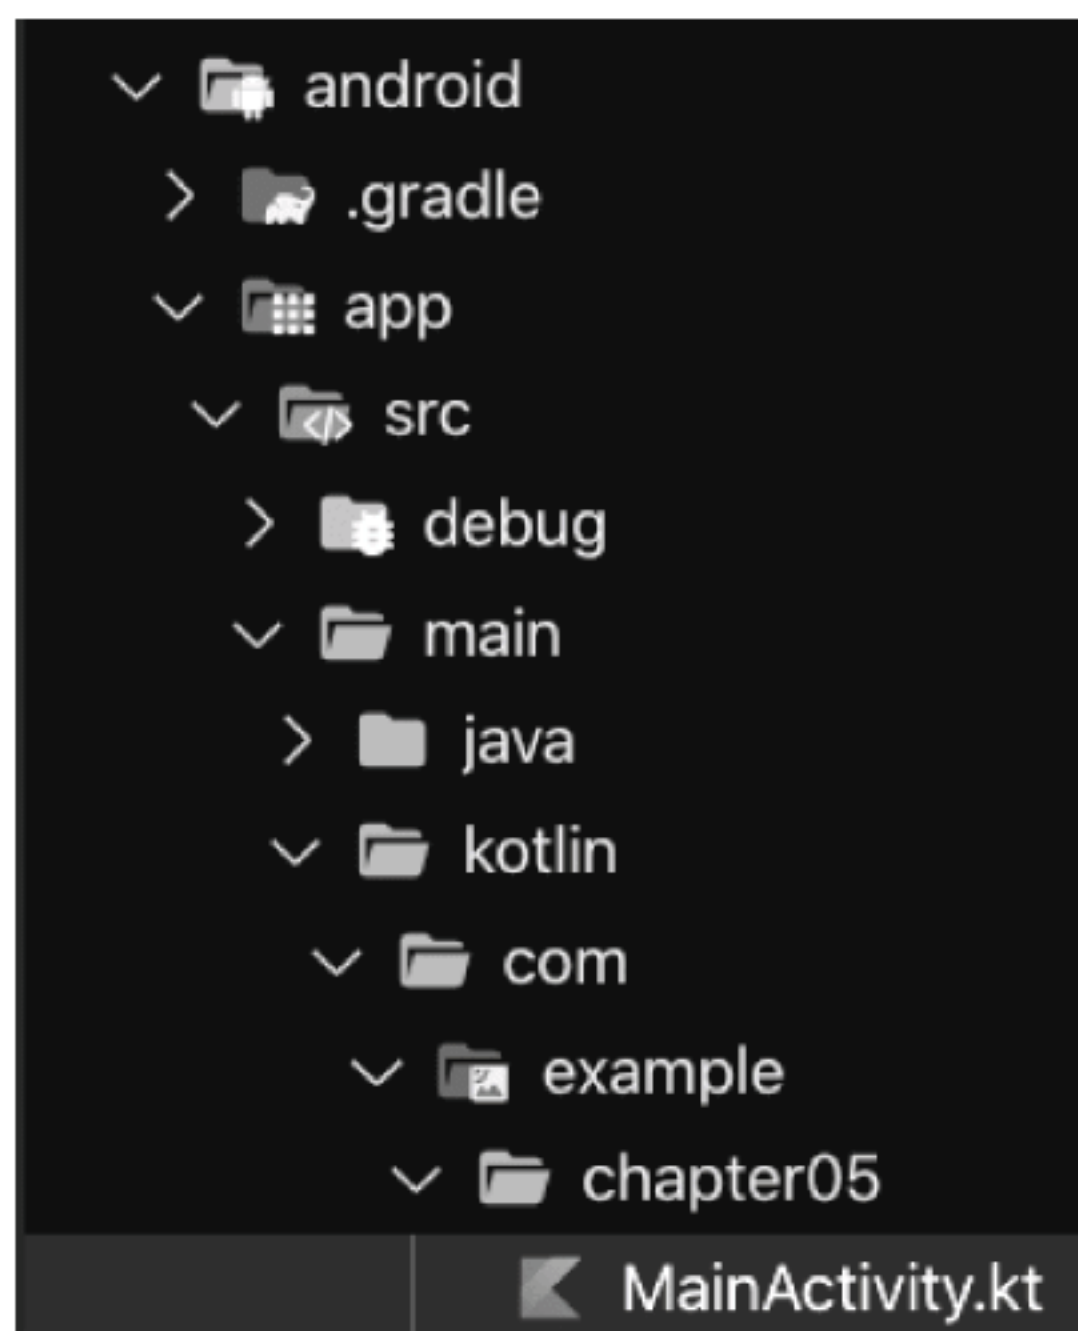 android
.gradle
app
src
debug
main
java
kotlin
com
example
chapter05
MainActivity.kt